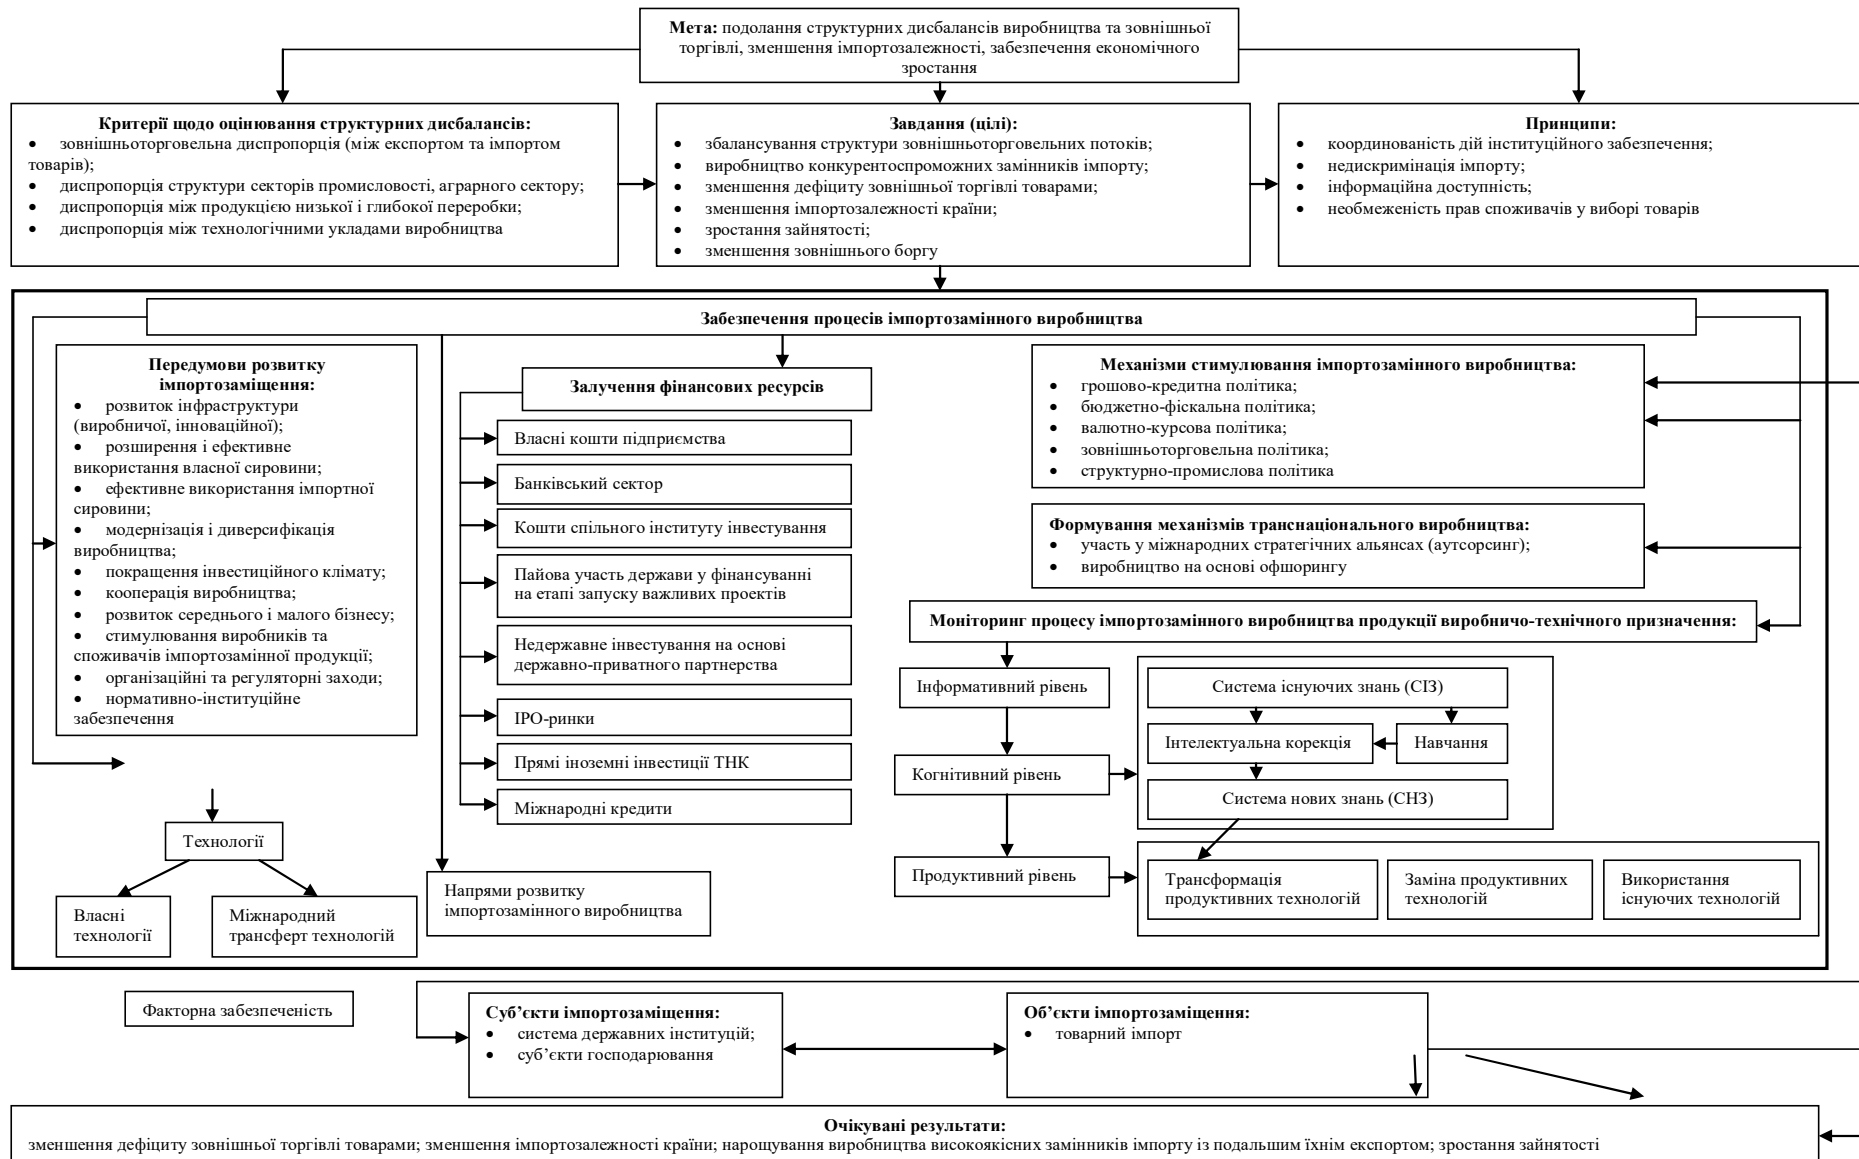 Мета: подолання структурних дисбалансів виробництва та зовнішньої
торгівлі, зменшення імпортозалежності, забезпечення економічного
зростання
Критерії щодо оцінювання структурних дисбалансів:
• зовнішньоторговельна диспропорція (між експортом та імпортом
товарів);
• диспропорція структури секторів промисловості, аграрного сектору;
• диспропорція між продукцією низької і глибокої переробки;
• диспропорція між технологічними укладами виробництва
Завдання (цілі):
• збалансування структури зовнішньоторговельних потоків;
• виробництво конкурентоспроможних замінників імпорту;
• зменшення дефіциту зовнішньої торгівлі товарами;
• зменшення імпортозалежності країни;
• зростання зайнятості;
• зменшення зовнішнього боргу
Принципи:
• координованість дій інституційного забезпечення;
• недискримінація імпорту;
• інформаційна доступність;
• необмеженість прав споживачів у виборі товарів
Забезпечення процесів імпортозамінного виробництва
Передумови розвитку
імпортозаміщення:
• розвиток інфраструктури
(виробничої, інноваційної);
• розширення і ефективне
використання власної сировини;
• ефективне використання імпортної
сировини;
• модернізація і диверсифікація
виробництва;
• покращення інвестиційного клімату;
• кооперація виробництва;
• розвиток середнього і малого бізнесу;
• стимулювання виробників та
споживачів імпортозамінної продукції;
• організаційні та регуляторні заходи;
• нормативно-інституційне
забезпечення
Технології
Власні
технології
Міжнародний
трансферт технологій
Залучення фінансових ресурсів
Власні кошти підприємства
Банківський сектор
Кошти спільного інституту інвестування
Пайова участь держави у фінансуванні
на етапі запуску важливих проектів
Недержавне інвестування на основі
державно-приватного партнерства
IPO-ринки
Прямі іноземні інвестиції ТНК
Міжнародні кредити
Напрями розвитку
імпортозамінного виробництва
Механізми стимулювання імпортозамінного виробництва:
• грошово-кредитна політика;
• бюджетно-фіскальна політика;
• валютно-курсова політика;
• зовнішньоторговельна політика;
• структурно-промислова політика
Формування механізмів транснаціонального виробництва:
• участь у міжнародних стратегічних альянсах (аутсорсинг);
• виробництво на основі офшорингу
Моніторинг процесу імпортозамінного виробництва продукції виробничо-технічного призначення:
Інформативний рівень
Когнітивний рівень
Продуктивний рівень
Система існуючих знань (СІЗ)
Інтелектуальна корекція
Навчання
Система нових знань (СНЗ)
Трансформація
продуктивних технологій
Заміна продуктивних
технологій
Використання
існуючих технологій
Факторна забезпеченість
Суб’єкти імпортозаміщення:
• система державних інституцій;
• суб’єкти господарювання
Об’єкти імпортозаміщення:
• товарний імпорт
Очікувані результати:
зменшення дефіциту зовнішньої торгівлі товарами; зменшення імпортозалежності країни; нарощування виробництва високоякісних замінників імпорту із подальшим їхнім експортом; зростання зайнятості